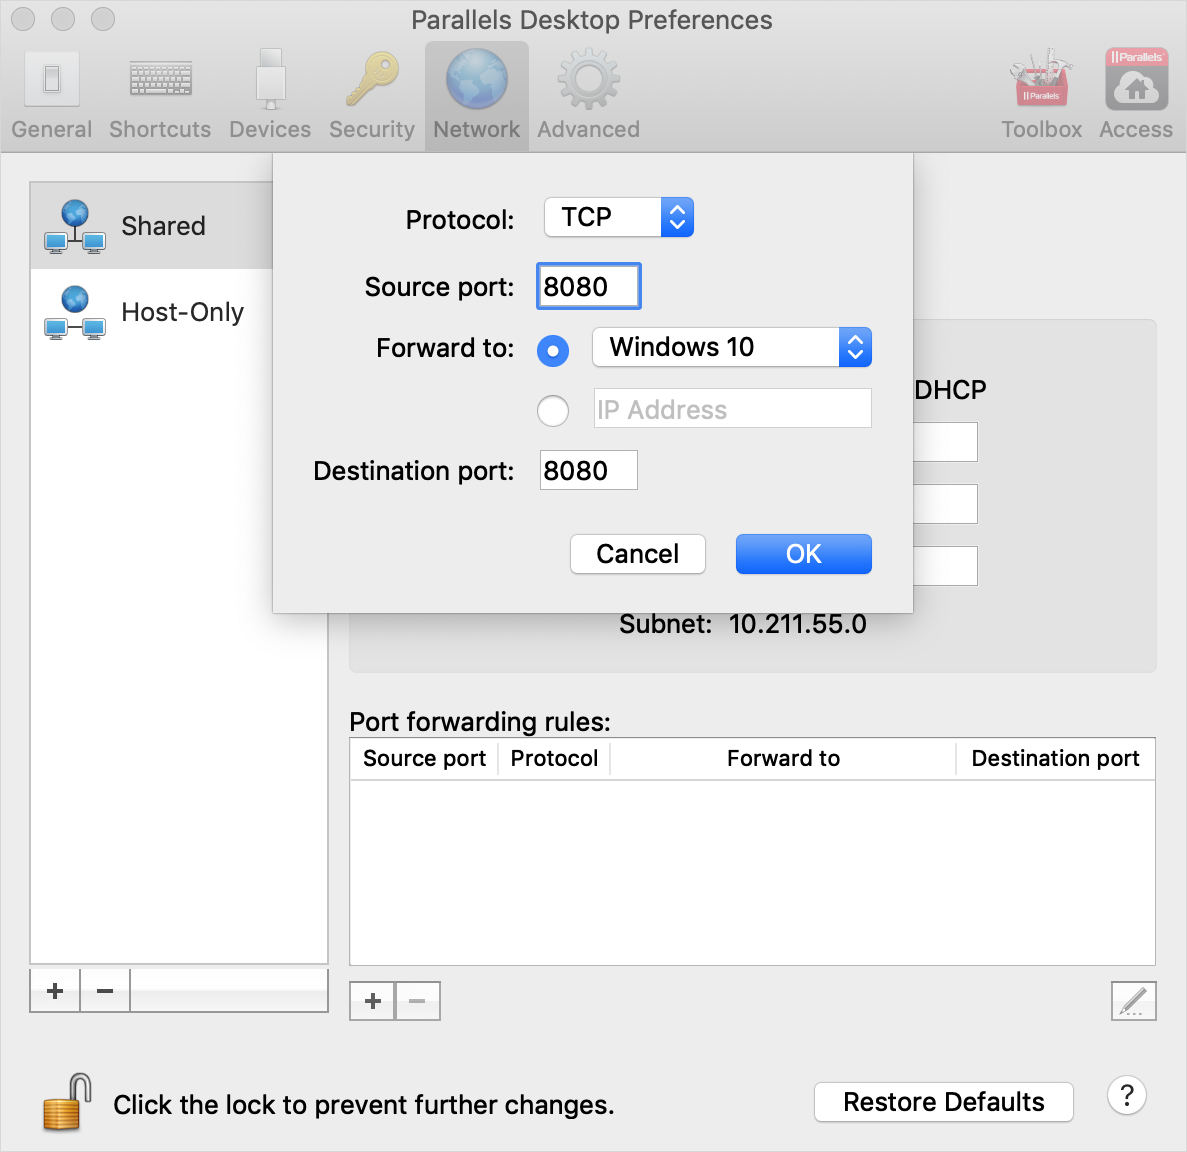 Parallels Desktop Preferences
General Shortcuts Devices Security Network Advanced Toolbox Access
|| Parallels
|| Parallels
Shared
Host-Only
Protocol: TCP
Source port: 8080
Forward to: Windows 10
IP Address
Destination port: 8080
Cancel OK
DHCP
Subnet: 10.211.55.0
Port forwarding rules:
Source port Protocol Forward to Destination port
+ − + −
Click the lock to prevent further changes.
Restore Defaults ?